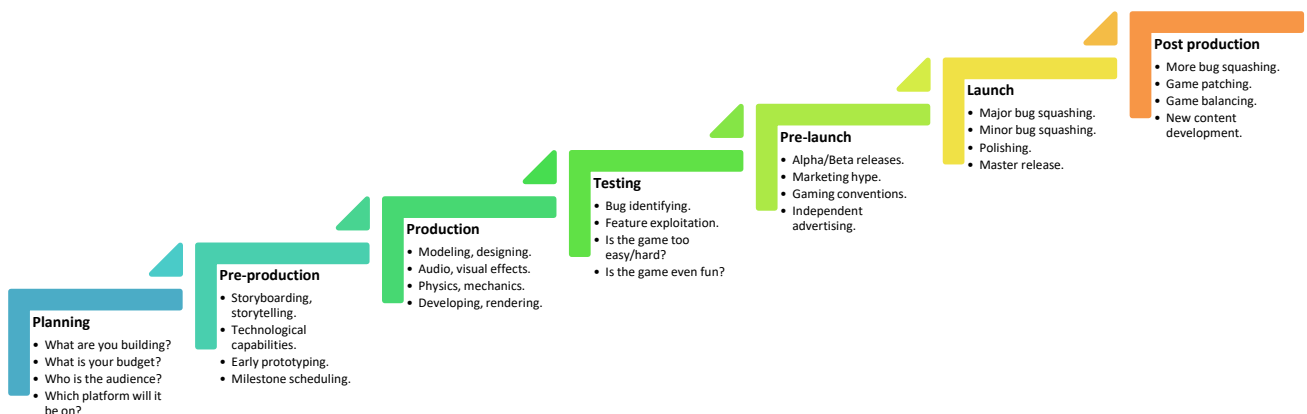 Planning
• What are you building?
• What is your budget?
• Who is the audience?
• Which platform will it
be on?
Pre-production
• Storyboarding,
storytelling.
• Technological
capabilities.
• Early prototyping.
• Milestone scheduling.
Production
• Modeling, designing.
• Audio, visual effects.
• Physics, mechanics.
• Developing, rendering.
Testing
• Bug identifying.
• Feature exploitation.
• Is the game too
easy/hard?
• Is the game even fun?
Pre-launch
• Alpha/Beta releases.
• Marketing hype.
• Gaming conventions.
• Independent
advertising.
Launch
• Major bug squashing.
• Minor bug squashing.
• Polishing.
• Master release.
Post production
• More bug squashing.
• Game patching.
• Game balancing.
• New content
development.